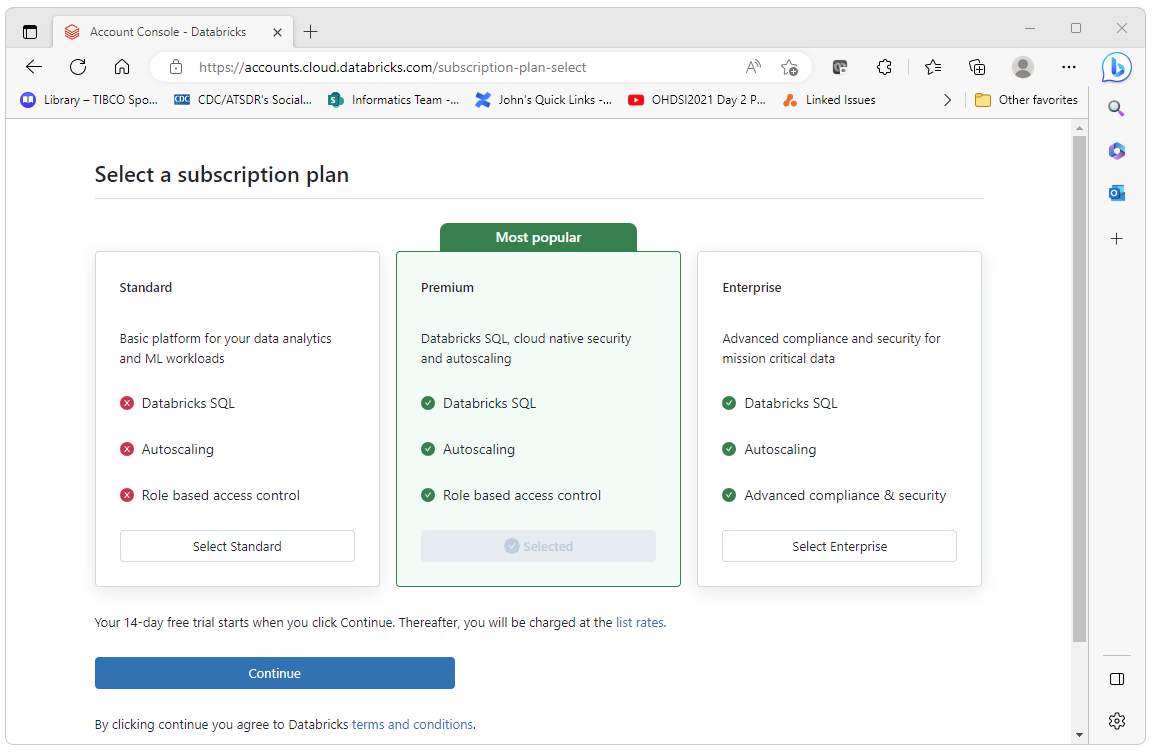 Account Console - Databricks
https://accounts.cloud.databricks.com/subscription-plan-select
Library – TIBCO Spo...
CDC CDC/ATSDR's Social...
Informatics Team -...
John's Quick Links -...
OHDSI2021 Day 2 P...
Linked Issues
Other favorites
Select a subscription plan
Most popular
Standard
Basic platform for your data analytics
and ML workloads
Databricks SQL
Autoscaling
Role based access control
Select Standard
Premium
Databricks SQL, cloud native security
and autoscaling
Databricks SQL
Autoscaling
Role based access control
Selected
Enterprise
Advanced compliance and security for
mission critical data
Databricks SQL
Autoscaling
Advanced compliance & security
Select Enterprise
Your 14-day free trial starts when you click Continue. Thereafter, you will be charged at the list rates.
Continue
By clicking continue you agree to Databricks terms and conditions.